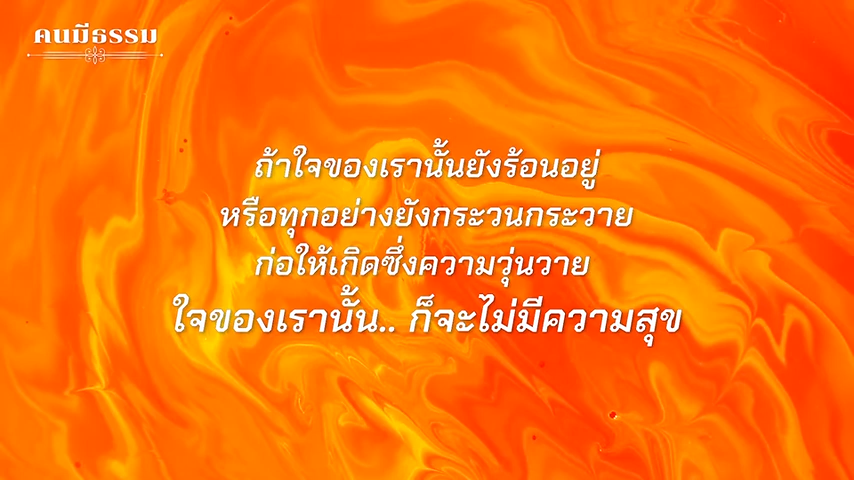 คนมีธรรม
ถ้าใจของเรานั้นยังร้อนอยู่
หรือทุกอย่างยังกระวนกระวาย
ก่อให้เกิดซึ่งความวุ่นวาย
ใจของเรานั้น.. ก็จะไม่มีความสุข